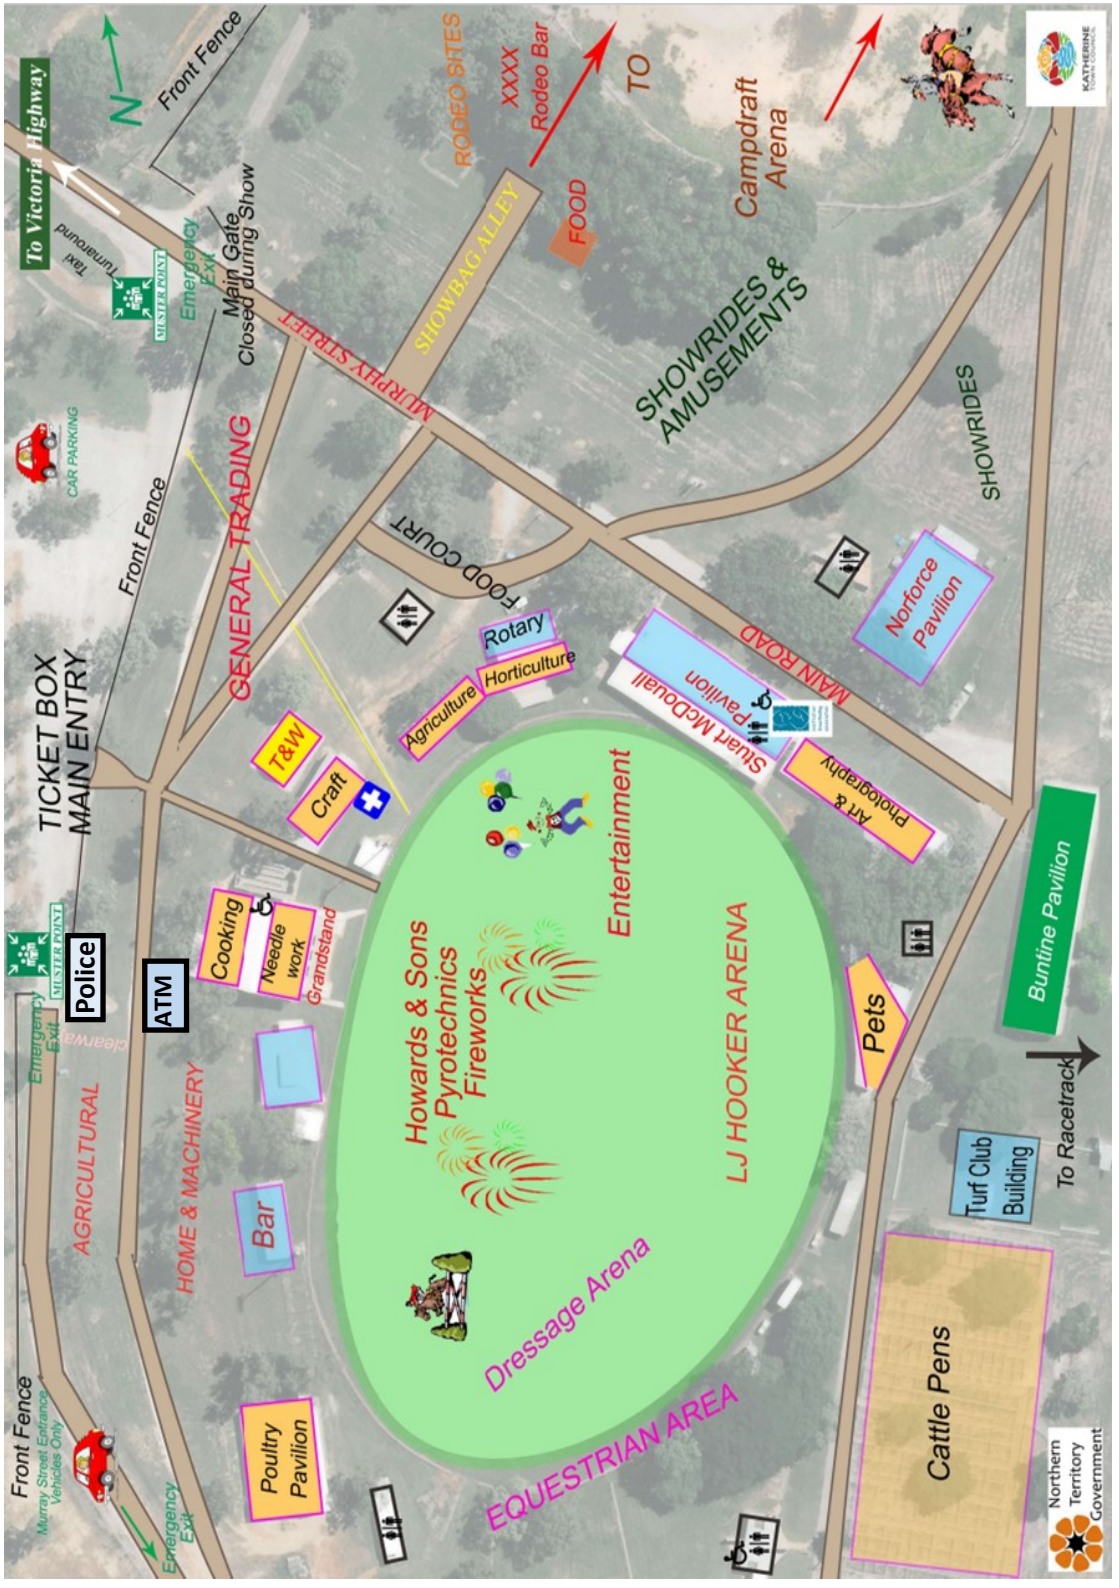 To Victoria Highway
N
Front Fence
Taxi
Turnaround
MUSTER POINT
Emergency
Exit
Main Gate
Closed during Show
RODEO SITES
XXXX
Rodeo Bar
TO
Campdraft
Arena
KATHERINE
TOWN COUNCIL
SHOWBAG ALLEY
FOOD
MURPHY STREET
SHOWRIDES &
AMUSEMENTS
SHOWRIDES
CAR PARKING
Front Fence
GENERAL TRADING
FOOD COURT
TICKET BOX
MAIN ENTRY
T&W
Craft
Agriculture
Horticulture
Rotary
Stuart McDouall
Pavilion
MAIN ROAD
Norforce
Pavilion
Art &
Photography
Buntine Pavilion
Entertainment
MUSTER POINT
Police
ATM
Emergency
Exit
clearway
Cooking
Needle
work
Grandstand
Howards & Sons
Pyrotechnics
Fireworks
LJ HOOKER ARENA
Pets
To Racetrack
AGRICULTURAL
HOME & MACHINERY
Bar
Turf Club
Building
Dressage Arena
EQUESTRIAN AREA
Cattle Pens
Poultry
Pavilion
Front Fence
Murray Street Entrance
Vehicles Only
Emergency
Exit
Northern
Territory
Government